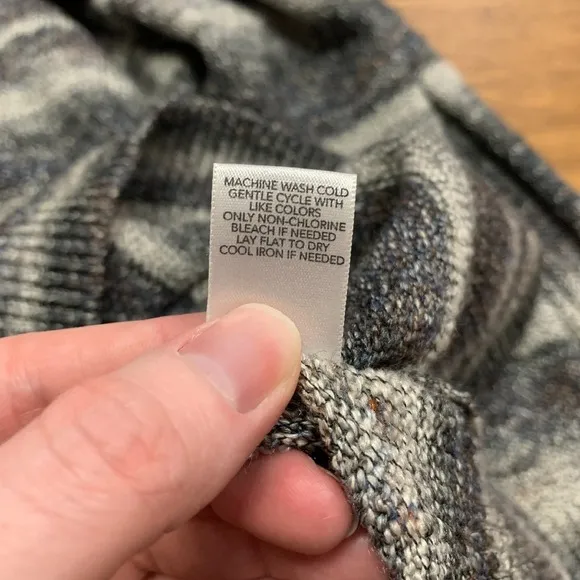 MACHINE WASH COLD
GENTLE CYCLE WITH
LIKE COLORS
ONLY NON-CHLORINE
BLEACH IF NEEDED
LAY FLAT TO DRY
COOL IRON IF NEEDED